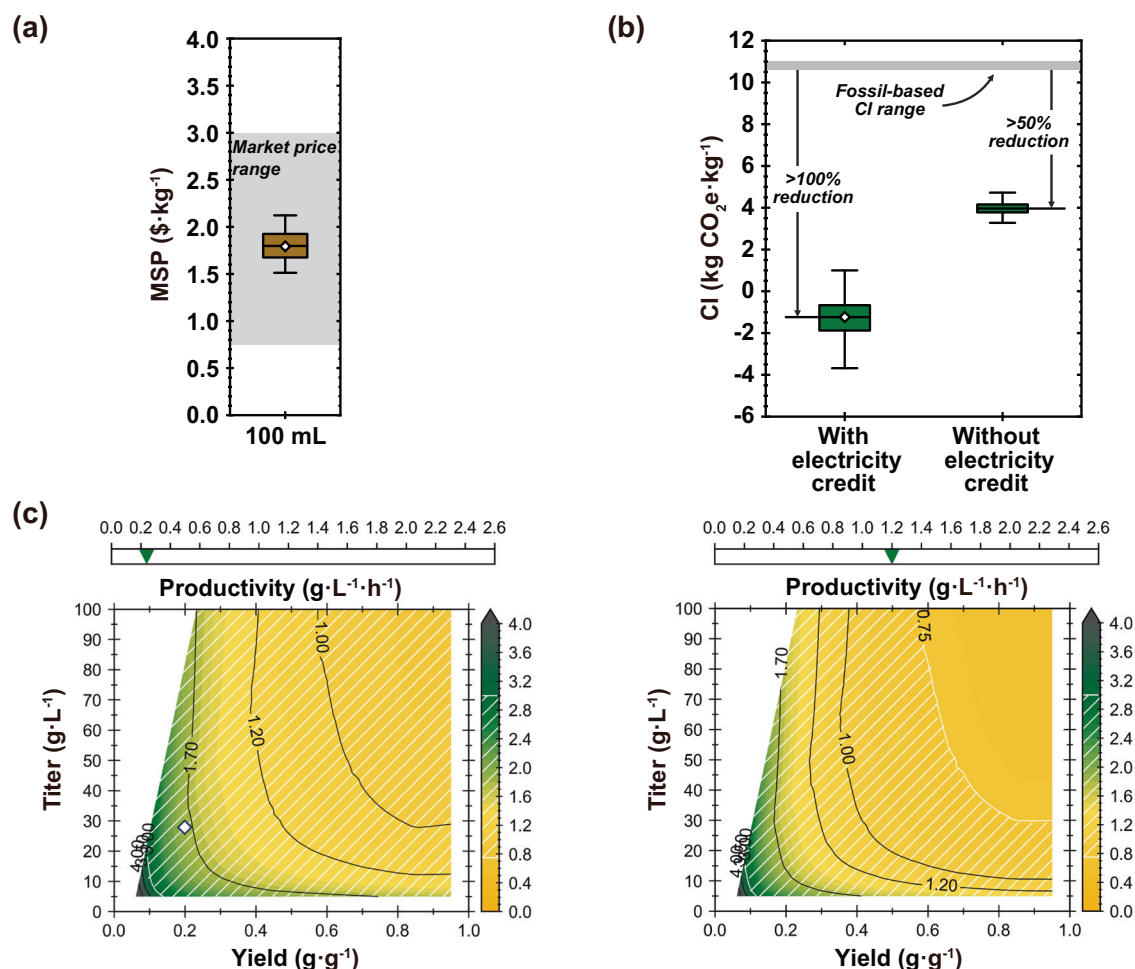 (a)
4.0
3.5
3.0
2.5
2.0
1.5
1.0
0.5
0.0
MSP ($·kg⁻¹)
Market price
range
100 mL
(b)
12
10
8
6
4
2
0
-2
-4
-6
CI (kg CO₂e·kg⁻¹)
Fossil-based
CI range
>100%
reduction
>50%
reduction
With
electricity
credit
Without
electricity
credit
(c)
0.0 0.2 0.4 0.6 0.8 1.0 1.2 1.4 1.6 1.8 2.0 2.2 2.4 2.6
Productivity (g·L⁻¹·h⁻¹)
100
90
80
70
60
50
40
30
20
10
0
Titer (g·L⁻¹)
1.70
1.20
1.00
0.0 0.2 0.4 0.6 0.8 1.0
Yield (g·g⁻¹)
4.0
3.6
3.2
2.8
2.4
2.0
1.6
1.2
0.8
0.4
0.0
0.0 0.2 0.4 0.6 0.8 1.0 1.2 1.4 1.6 1.8 2.0 2.2 2.4 2.6
Productivity (g·L⁻¹·h⁻¹)
100
90
80
70
60
50
40
30
20
10
0
Titer (g·L⁻¹)
1.70
1.00
0.75
1.20
0.0 0.2 0.4 0.6 0.8 1.0
Yield (g·g⁻¹)
4.0
3.6
3.2
2.8
2.4
2.0
1.6
1.2
0.8
0.4
0.0